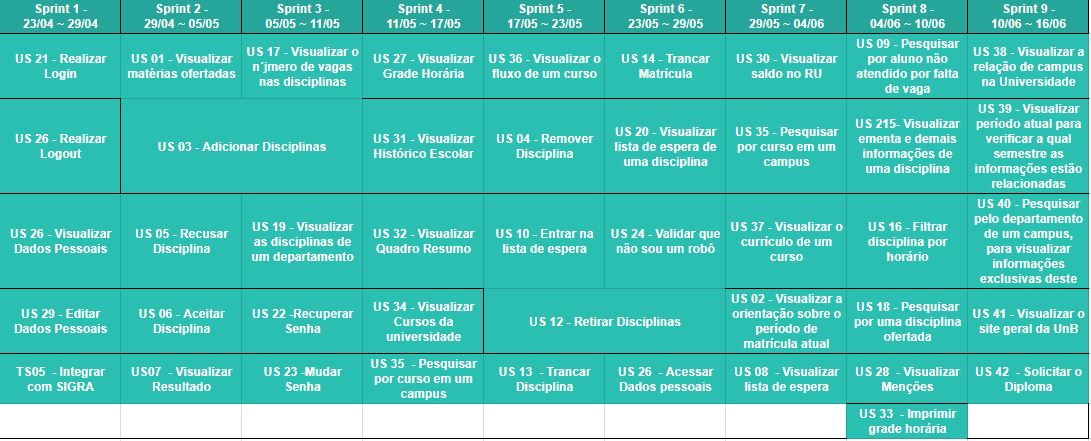 Sprint 1 -
23/04 ~ 29/04
Sprint 2 -
29/04 ~ 05/05
Sprint 3 -
05/05 ~ 11/05
Sprint 4 -
11/05 ~ 17/05
Sprint 5 -
17/05 ~ 23/05
Sprint 6 -
23/05 ~ 29/05
Sprint 7 -
29/05 ~ 04/06
Sprint 8 -
04/06 ~ 10/06
Sprint 9 -
10/06 ~ 16/06
US 21 - Realizar
Login
US 01 - Visualizar
matérias ofertadas
US 17 - Visualizar o
n´jmero de vagas
nas disciplinas
US 27 - Visualizar
Grade Horária
US 36 - Visualizar o
fluxo de um curso
US 14 - Trancar
Matrícula
US 30 - Visualizar
saldo no RU
US 09 - Pesquisar
por aluno não
atendido por falta
de vaga
US 38 - Visualizar a
relação de campus
na Universidade
US 26 - Realizar
Logout
US 03 - Adicionar Disciplinas
US 31 - Visualizar
Histórico Escolar
US 04 - Remover
Disciplina
US 20 - Visualizar
lista de espera de
uma disciplina
US 35 - Pesquisar
por curso em um
campus
US 215- Visualizar
ementa e demais
informações de
uma disciplina
US 39 - Visualizar
período atual para
verificar a qual
semestre as
informações estão
relacionadas
US 26 - Visualizar
Dados Pessoais
US 05 - Recusar
Disciplina
US 19 - Visualizar
as disciplinas de
um departamento
US 32 - Visualizar
Quadro Resumo
US 10 - Entrar na
lista de espera
US 24 - Validar que
não sou um robô
US 37 - Visualizar o
currículo de um
curso
US 16 - Filtrar
disciplina por
horário
US 40 - Pesquisar
pelo departamento
de um campus,
para visualizar
informações
exclusivas deste
US 29 - Editar
Dados Pessoais
US 06 - Aceitar
Disciplina
US 22 -Recuperar
Senha
US 34 - Visualizar
Cursos da
universidade
US 12 - Retirar Disciplinas
US 02 - Visualizar a
orientação sobre o
período de
matrícula atual
US 18 - Pesquisar
por uma disciplina
ofertada
US 41 - Visualizar o
site geral da UnB
TS05 - Integrar
com SIGRA
US07 - Visualizar
Resultado
US 23 -Mudar
Senha
US 35 - Pesquisar
por curso em um
campus
US 13 - Trancar
Disciplina
US 26 - Acessar
Dados pessoais
US 08 - Visualizar
lista de espera
US 28 - Visualizar
Menções
US 42 - Solicitar o
Diploma
US 33 - Imprimir
grade horária